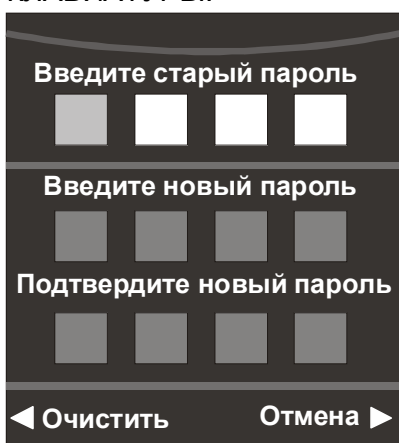 Введите старый пароль
Введите новый пароль
Подтвердите новый пароль
◀ Очистить Отмена ▶